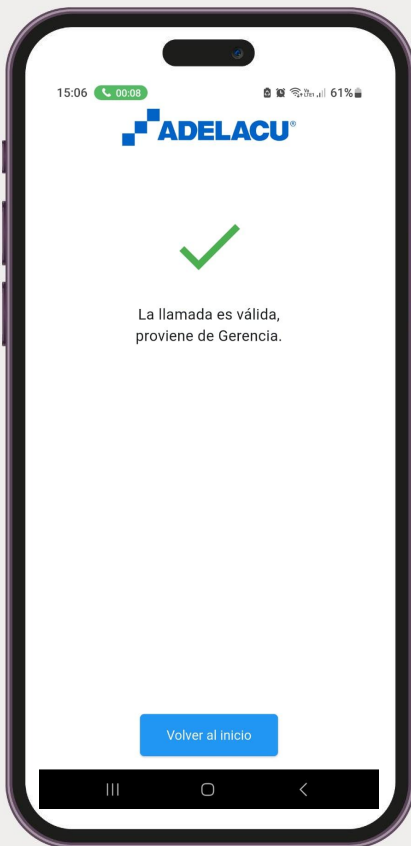 15:06 00:08 61%
ADELACU®
La llamada es válida,
proviene de Gerencia.
Volver al inicio